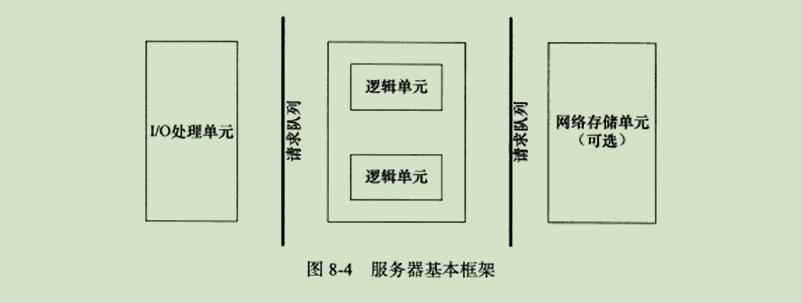 I/O处理单元
请求队列
逻辑单元
逻辑单元
请求队列
网络存储单元
（可选）
图 8-4 服务器基本框架